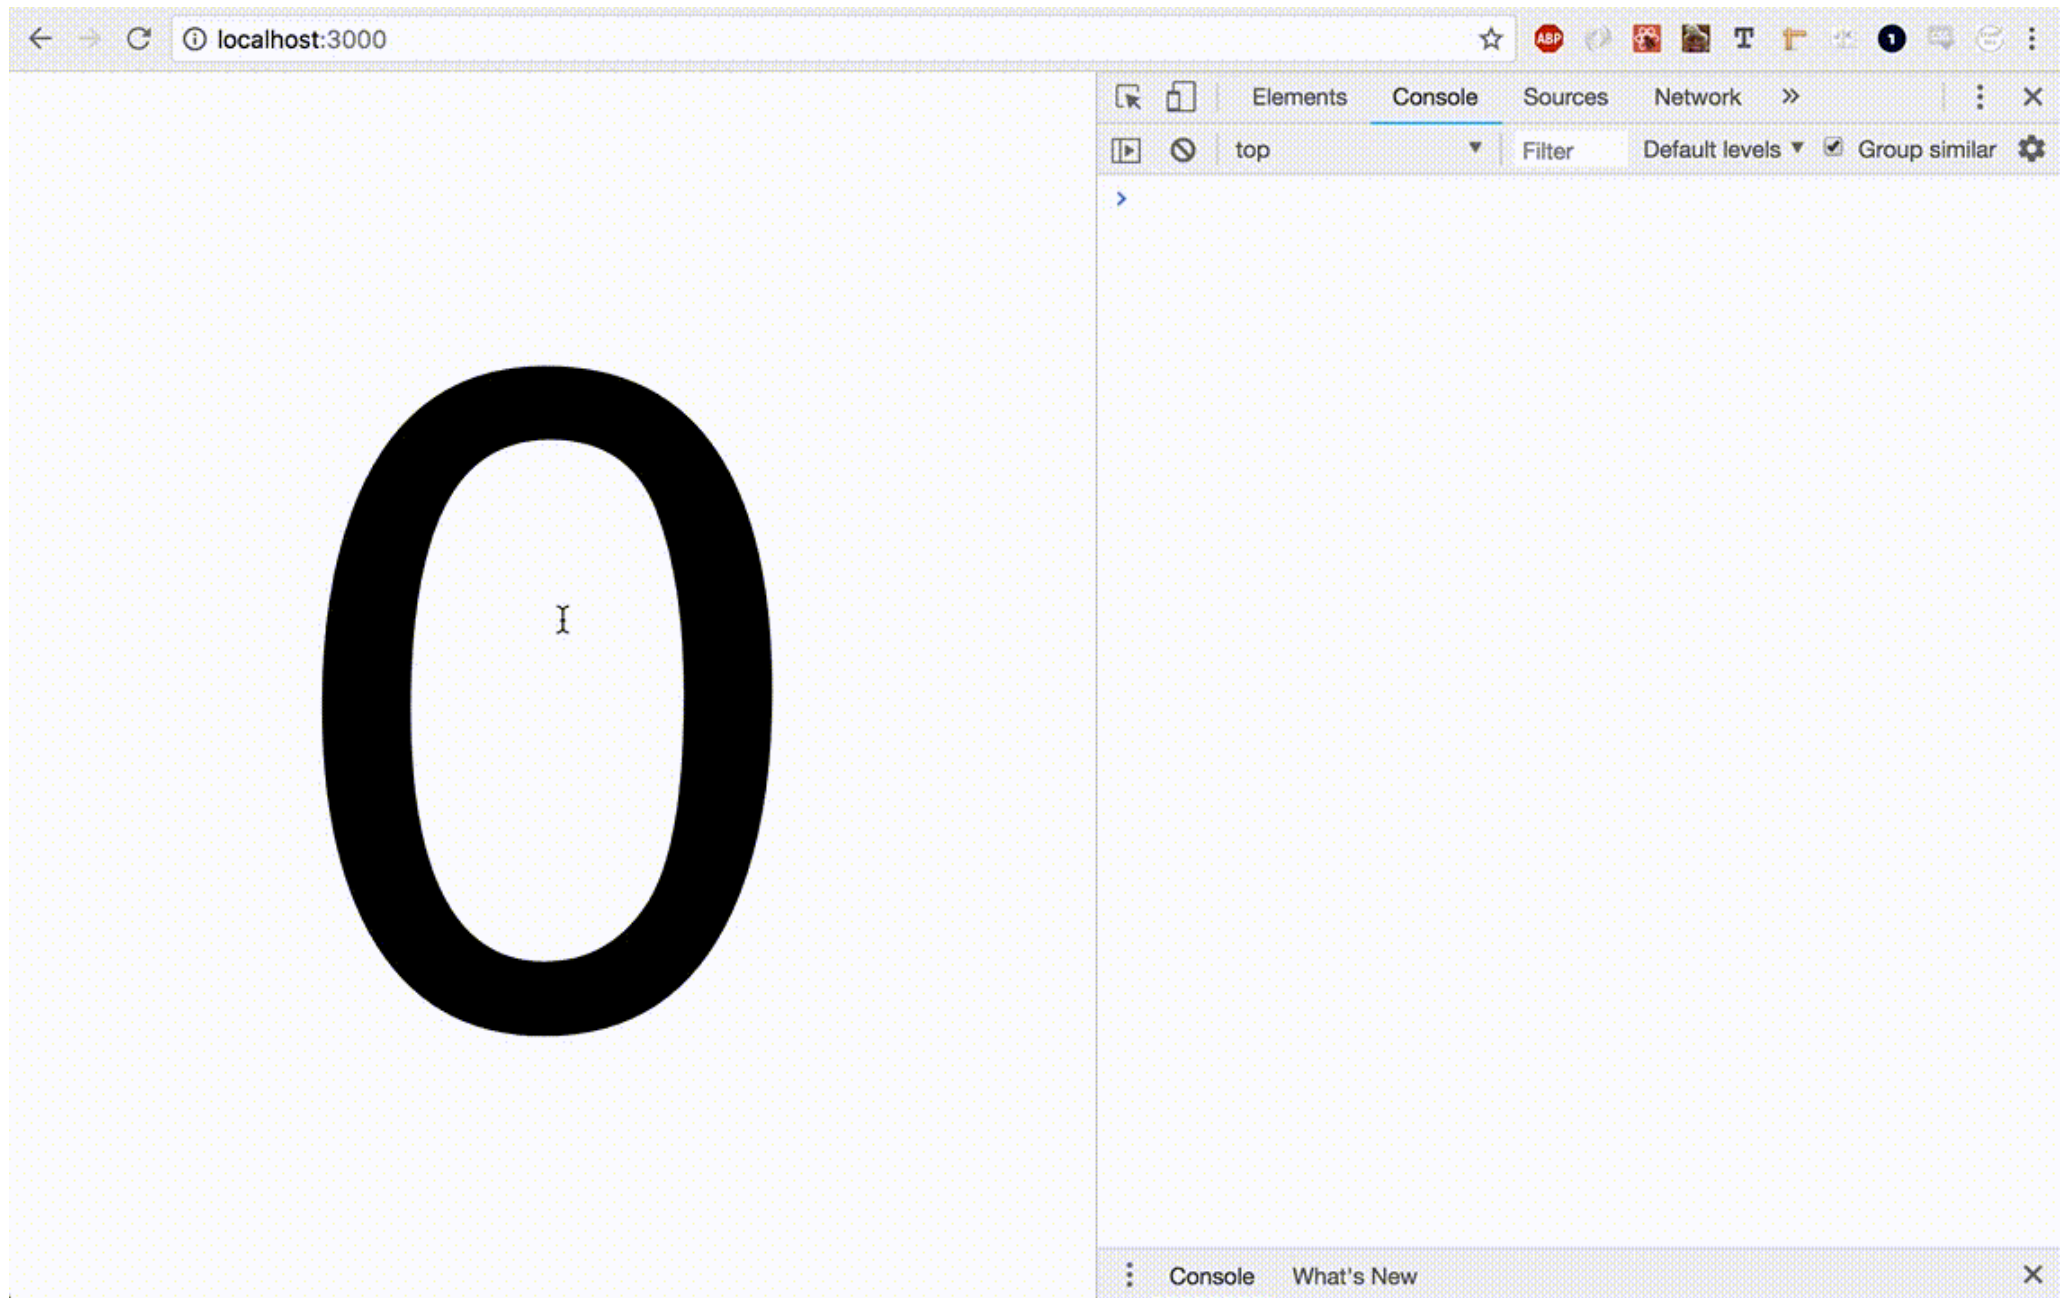 localhost:3000
ABP T 1
Elements Console Sources Network »
top Filter Default levels Group similar
0
Console What's New